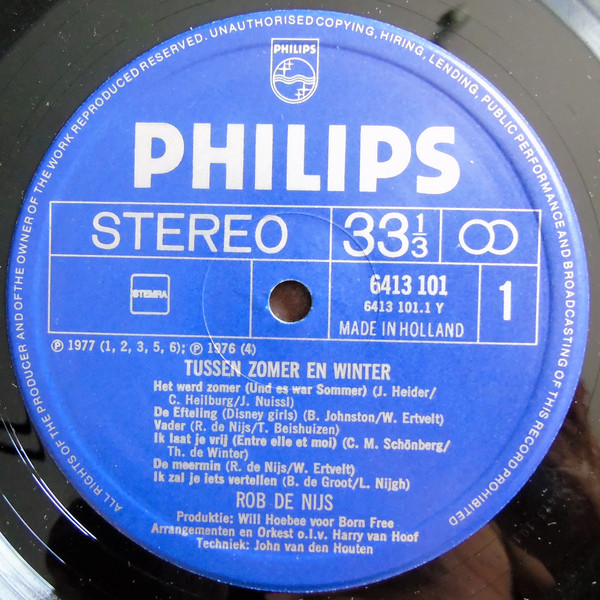 ALL RIGHTS OF THE PRODUCER AND OF THE OWNER OF THE WORK REPRODUCED RESERVED. UNAUTHORISED COPYING, HIRING, LENDING, PUBLIC PERFORMANCE AND BROADCASTING OF THIS RECORD PROHIBITED
PHILIPS
PHILIPS
STEREO 33⅓
STEMRA
6413 101
6413 101.1 Y
MADE IN HOLLAND
1
℗ 1977 (1, 2, 3, 5, 6); ℗ 1976 (4)
TUSSEN ZOMER EN WINTER
Het werd zomer (Und es war Sommer) (J. Heider/
C. Heilburg/J. Nuissl)
De Efteling (Disney girls) (B. Johnston/W. Ertvelt)
Vader (R. de Nijs/T. Beishuizen)
Ik laat je vrij (Entre elle et moi) (C. M. Schönberg/
Th. de Winter)
De meermin (R. de Nijs/W. Ertvelt)
Ik zal je iets vertellen (B. de Groot/L. Nijgh)
ROB DE NIJS
Produktie: Will Hoebee voor Born Free
Arrangementen en Orkest o.l.v. Harry van Hoof
Techniek: John van den Houten